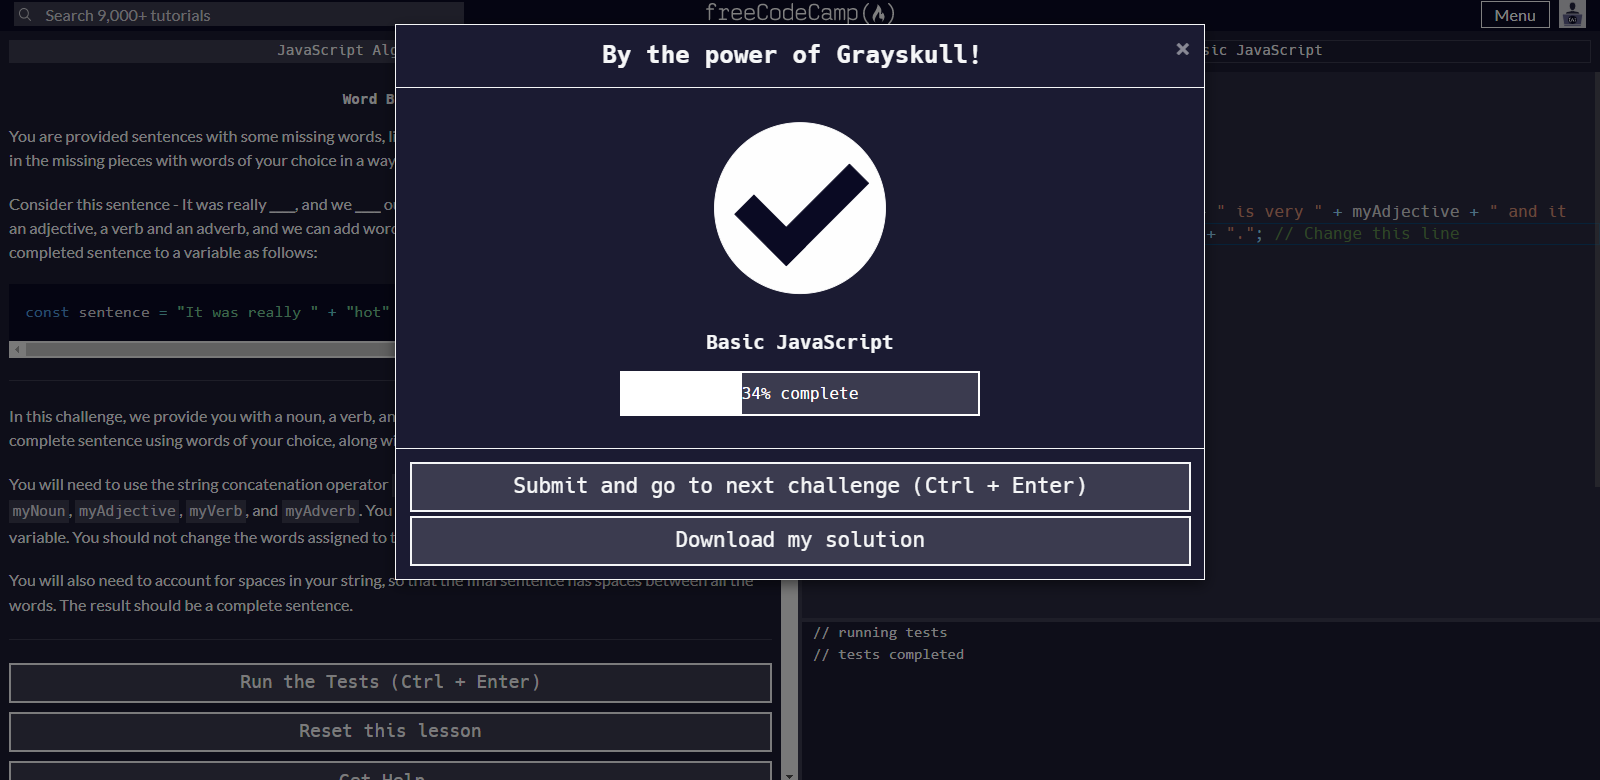 Search 9,000+ tutorials
freeCodeCamp(🔥)
Menu
JavaScript Alg
sic JavaScript
By the power of Grayskull!
×
Word B
You are provided sentences with some missing words, li
in the missing pieces with words of your choice in a way
Consider this sentence - It was really ____, and we ____ ou
an adjective, a verb and an adverb, and we can add word
completed sentence to a variable as follows:
const sentence = "It was really " + "hot"
In this challenge, we provide you with a noun, a verb, an
complete sentence using words of your choice, along wi
You will need to use the string concatenation operator
myNoun, myAdjective, myVerb, and myAdverb. You
variable. You should not change the words assigned to t
You will also need to account for spaces in your string, so that the final sentence has spaces between all the
words. The result should be a complete sentence.
Run the Tests (Ctrl + Enter)
Reset this lesson
Get Help
Basic JavaScript
34% complete
Submit and go to next challenge (Ctrl + Enter)
Download my solution
" is very " + myAdjective + " and it
+ "."; // Change this line
// running tests
// tests completed